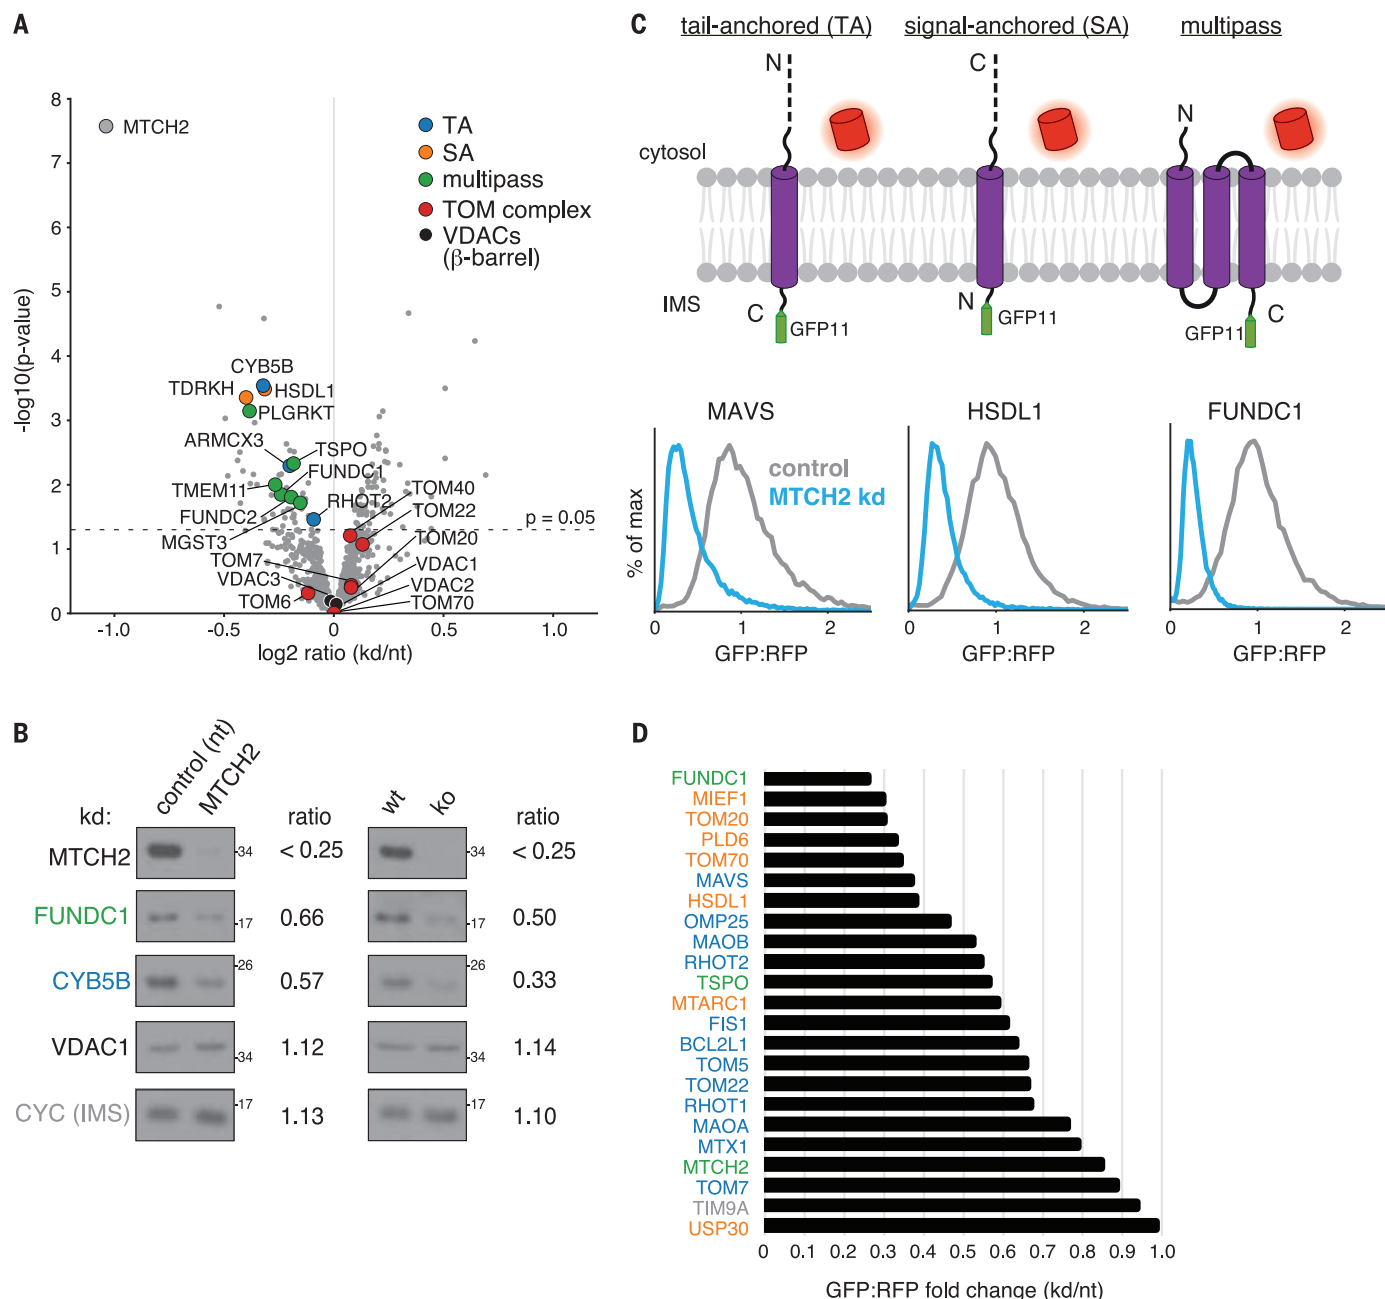 A
8
7
6
5
4
3
2
1
0
-log10(p-value)
MTCH2
TA
SA
multipass
TOM complex
VDACs
(β-barrel)
CYB5B
TDRKH
HSDL1
PLGRKT
ARMCX3
TSPO
FUNDC1
TMEM11
RHOT2
TOM40
FUNDC2
TOM22
p = 0.05
MGST3
TOM20
TOM7
VDAC1
VDAC3
VDAC2
TOM6
TOM70
-1.0
-0.5
0
0.5
1.0
log2 ratio (kd/nt)
C
tail-anchored (TA)
signal-anchored (SA)
multipass
N
C
N
cytosol
IMS
C
GFP11
N
GFP11
GFP11
C
MAVS
HSDL1
FUNDC1
control
MTCH2 kd
% of max
0 1 2
0 1 2
0 1 2
GFP:RFP
GFP:RFP
GFP:RFP
B
control (nt)
MTCH2
wt
ko
kd:
ratio
ratio
MTCH2
-34
< 0.25
-34
< 0.25
FUNDC1
-17
0.66
-17
0.50
CYB5B
-26
0.57
-26
0.33
VDAC1
-34
1.12
-34
1.14
CYC (IMS)
-17
1.13
-17
1.10
D
FUNDC1
MIEF1
TOM20
PLD6
TOM70
MAVS
HSDL1
OMP25
MAOB
RHOT2
TSPO
MTARC1
FIS1
BCL2L1
TOM5
TOM22
RHOT1
MAOA
MTX1
MTCH2
TOM7
TIM9A
USP30
0 0.1 0.2 0.3 0.4 0.5 0.6 0.7 0.8 0.9 1.0
GFP:RFP fold change (kd/nt)